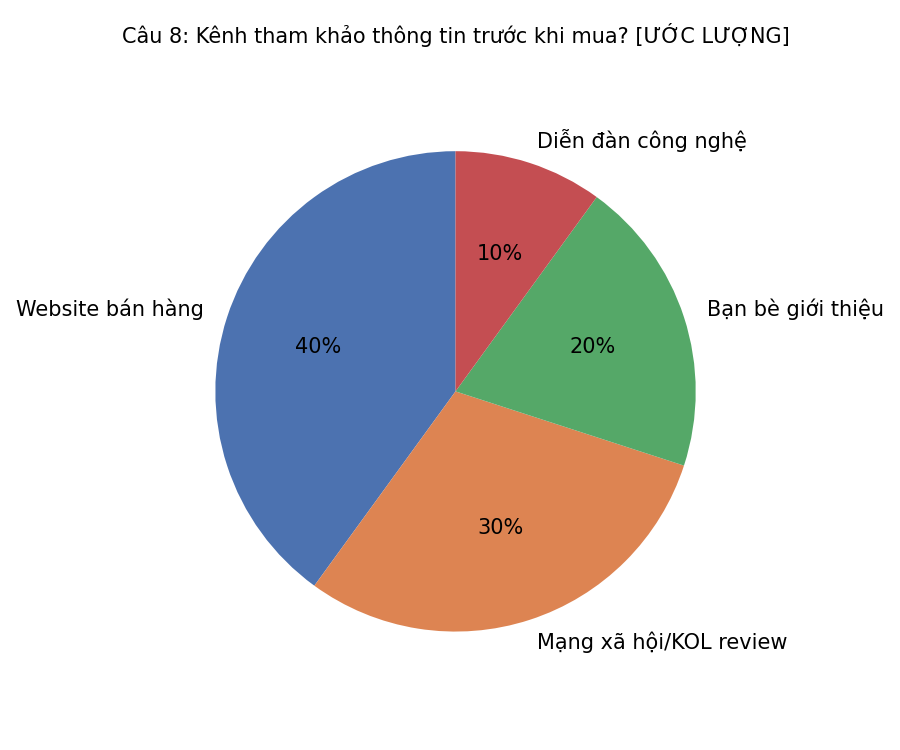 Câu 8: Kênh tham khảo thông tin trước khi mua? [ƯỚC LƯỢNG]
Diễn đàn công nghệ
10%
Website bán hàng
Bạn bè giới thiệu
40%
20%
30%
Mạng xã hội/KOL review